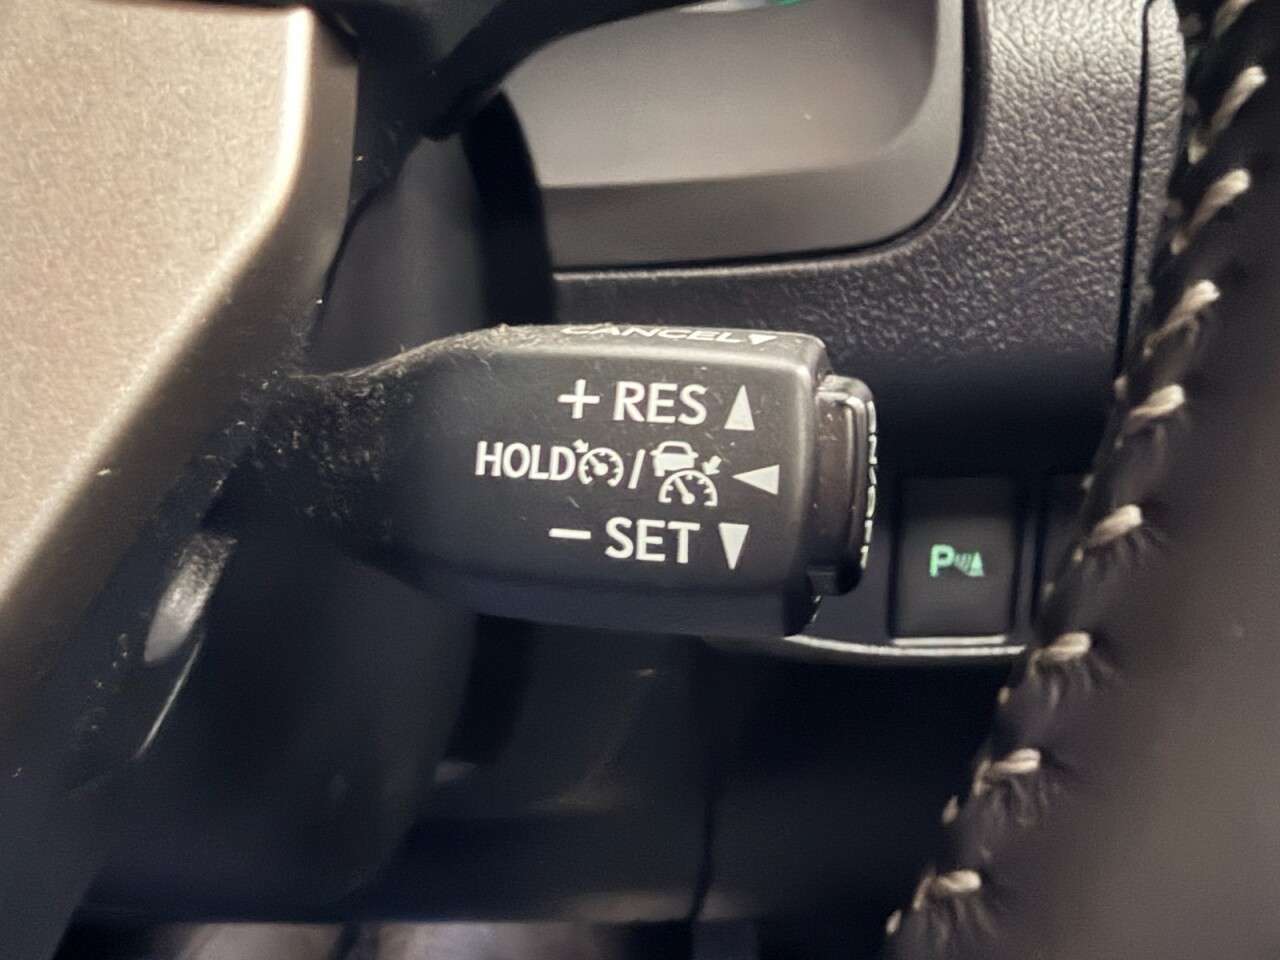 CANCEL▼
+ RES ▲
HOLD / ◀
− SET ▼
P